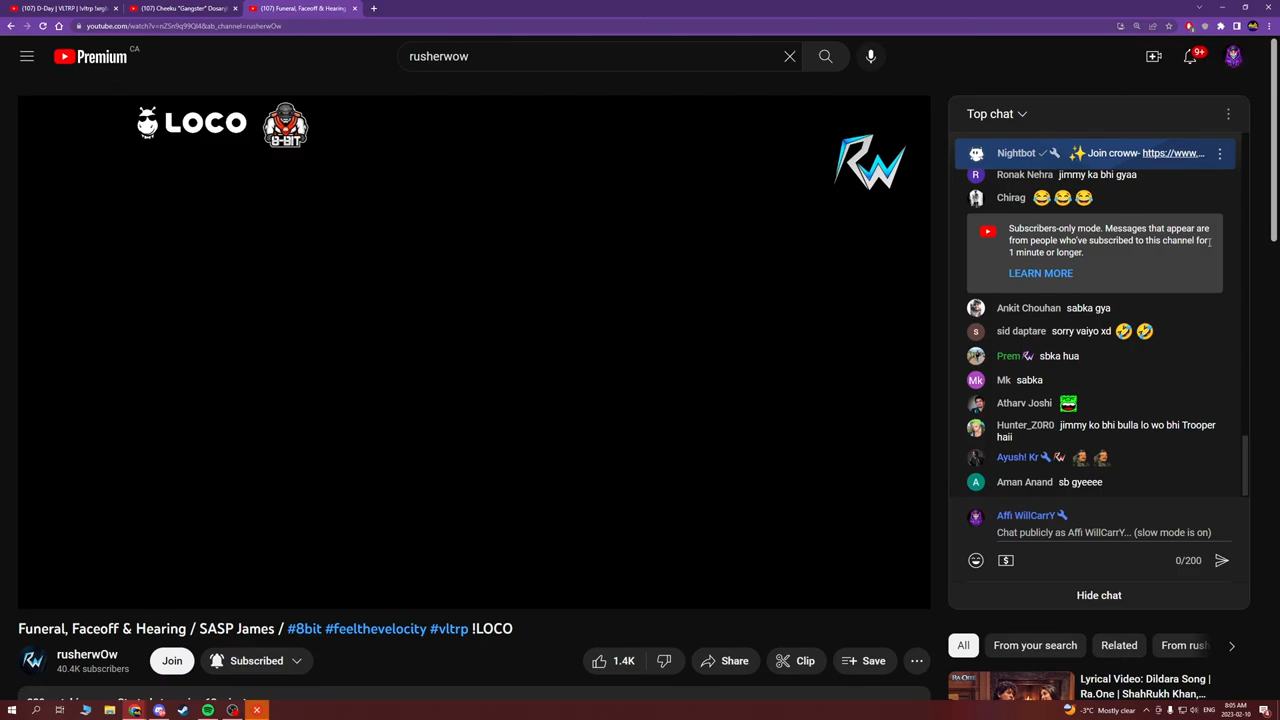 (107) D-Day | VLTRP | !vltrp !erglo
(107) Cheeku "Gangster" Dosanjh
(107) Funeral, Faceoff & Hearing
youtube.com/watch?v=nZSn9q99QI4&ab_channel=rusherwOw
Premium CA
rusherwow
9+
LOCO
8-BIT
RW
Top chat
Nightbot ✨Join croww- https://www....
Ronak Nehra jimmy ka bhi gyaa
Chirag 😂😂😂
Subscribers-only mode. Messages that appear are
from people who've subscribed to this channel for
1 minute or longer.
LEARN MORE
Ankit Chouhan sabka gya
sid daptare sorry vaiyo xd 🤣🤣
Prem sbka hua
Mk sabka
Atharv Joshi
Hunter_Z0R0 jimmy ko bhi bulla lo wo bhi Trooper
haii
Ayush! Kr
Aman Anand sb gyeeee
Affi WillCarrY
Chat publicly as Affi WillCarrY... (slow mode is on)
0/200
Hide chat
Funeral, Faceoff & Hearing / SASP James / #8bit #feelthevelocity #vltrp !LOCO
rusherwOw
40.4K subscribers
Join
Subscribed
1.4K
Share
Clip
Save
All
From your search
Related
From rush
Lyrical Video: Dildara Song |
Ra.One | ShahRukh Khan,
-3°C Mostly clear
ENG
8:05 AM
2023-02-10